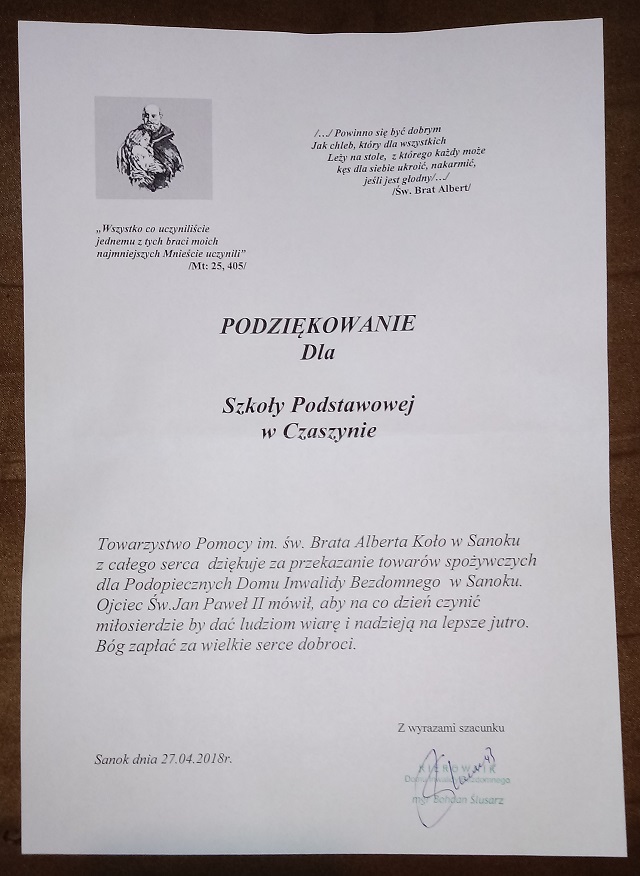 /…/ Powinno się być dobrym
Jak chleb, który dla wszystkich
Leży na stole, z którego każdy może
kęs dla siebie ukroić, nakarmić,
jeśli jest głodny/…/
/Św. Brat Albert/
„Wszystko co uczyniliście
jednemu z tych braci moich
najmniejszych Mnieście uczynili”
/Mt: 25, 405/
PODZIĘKOWANIE
Dla
Szkoły Podstawowej
w Czaszynie
Towarzystwo Pomocy im. św. Brata Alberta Koło w Sanoku
z całego serca dziękuje za przekazanie towarów spożywczych
dla Podopiecznych Domu Inwalidy Bezdomnego w Sanoku.
Ojciec Św.Jan Paweł II mówił, aby na co dzień czynić
miłosierdzie by dać ludziom wiarę i nadzieją na lepsze jutro.
Bóg zapłać za wielkie serce dobroci.
Z wyrazami szacunku
Sanok dnia 27.04.2018r.
KIEROWNIK
mgr Bohdan Ślusarz